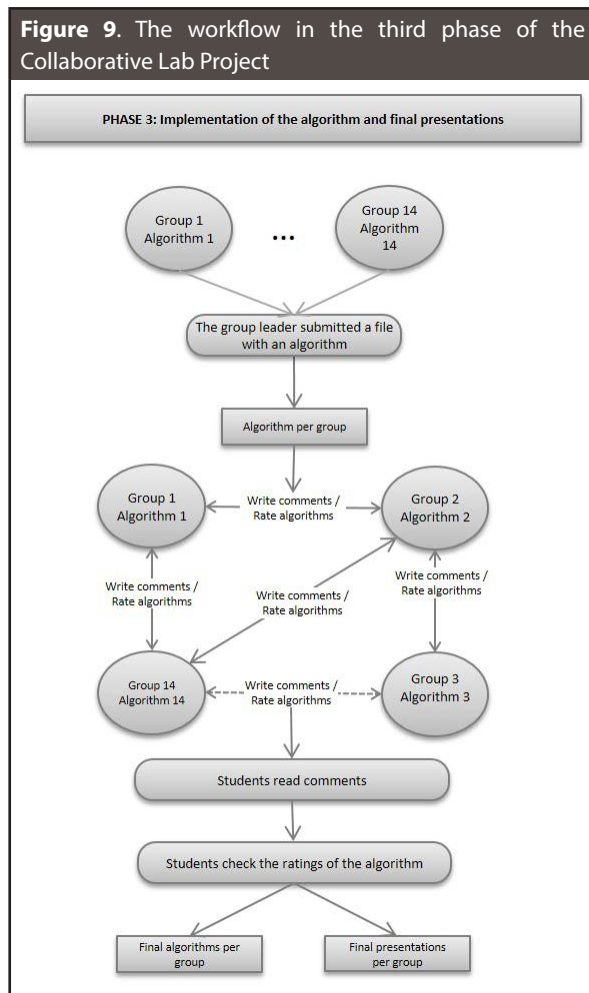 Figure 9. The workflow in the third phase of the
Collaborative Lab Project
PHASE 3: Implementation of the algorithm and final presentations
Group 1
Algorithm 1
...
Group 14
Algorithm
14
The group leader submitted a file
with an algorithm
Algorithm per group
Group 1
Algorithm 1
Write comments /
Rate algorithms
Group 2
Algorithm 2
Write comments /
Rate algorithms
Write comments /
Rate algorithms
Write comments /
Rate algorithms
Group 14
Algorithm 14
Write comments /
Rate algorithms
Group 3
Algorithm 3
Students read comments
Students check the ratings of the algorithm
Final algorithms per
group
Final presentations
per group